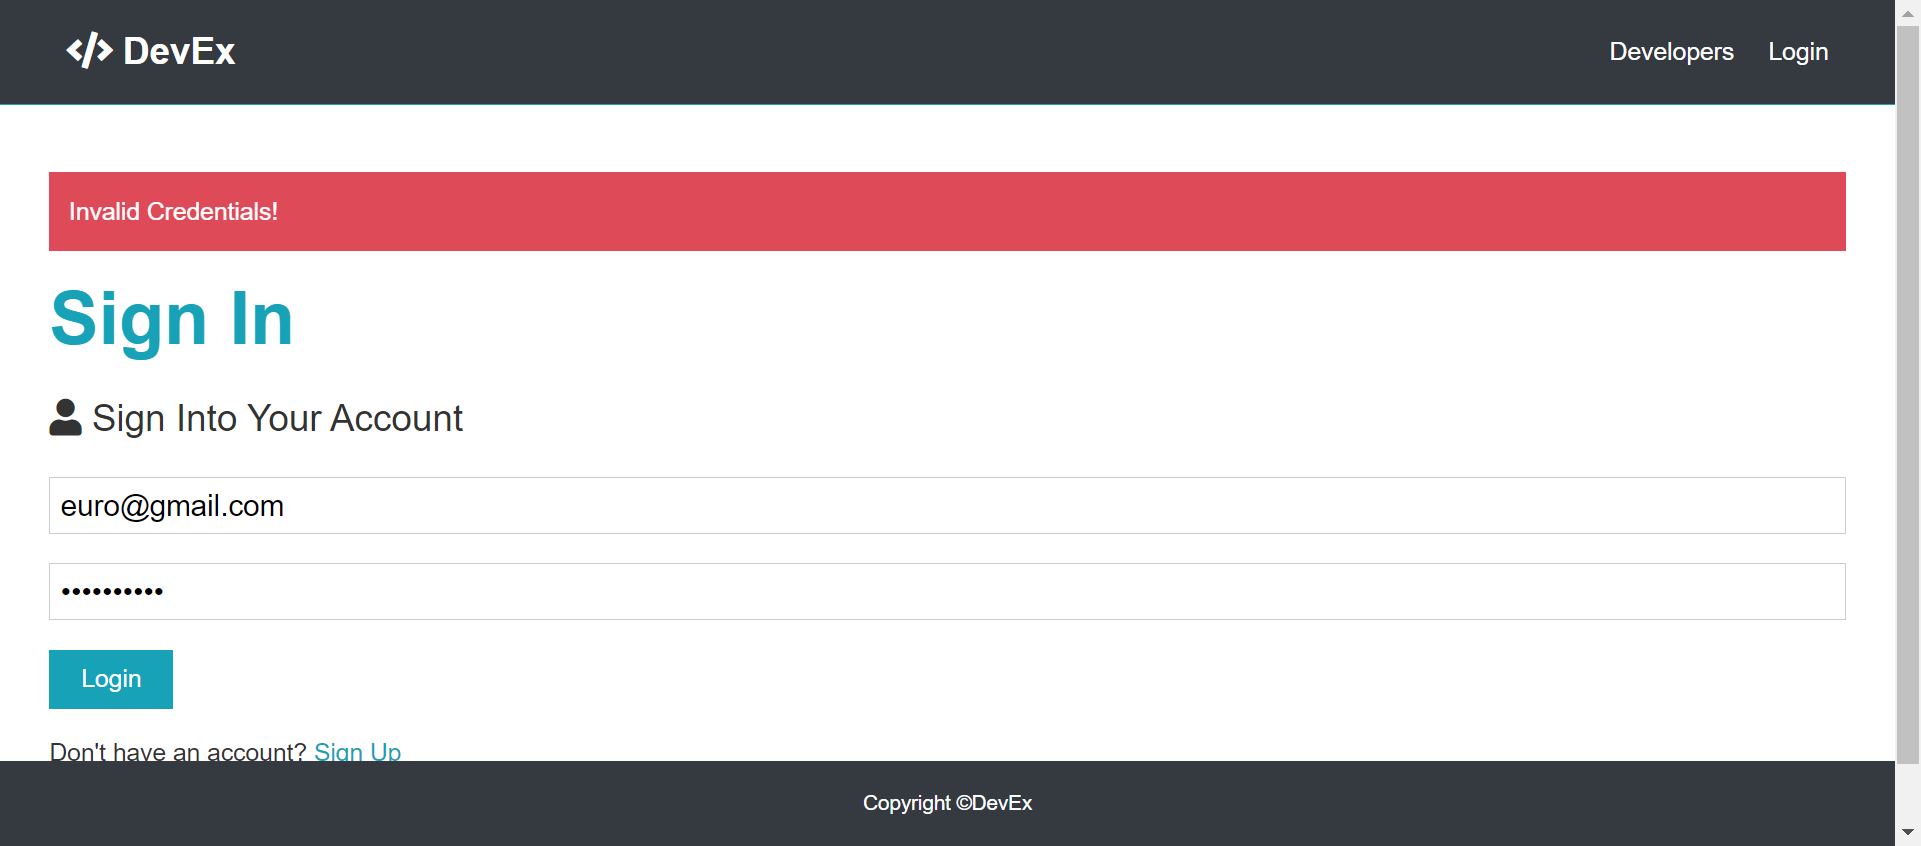 DevEx
Developers Login
Invalid Credentials!
Sign In
Sign Into Your Account
euro@gmail.com
••••••••••
Login
Don't have an account? Sign Up
Copyright ©DevEx